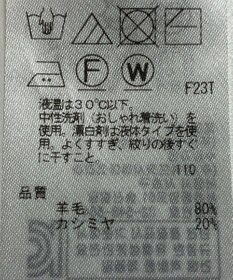 F
W
F23T
液温は30℃以下。
中性洗剤（おしゃれ着洗い）を
使用。漂白剤は液体タイプを使
用。よくすすぎ、絞りの後すぐ
に干すこと。
110
品質
羊毛 80%
カシミヤ 20%